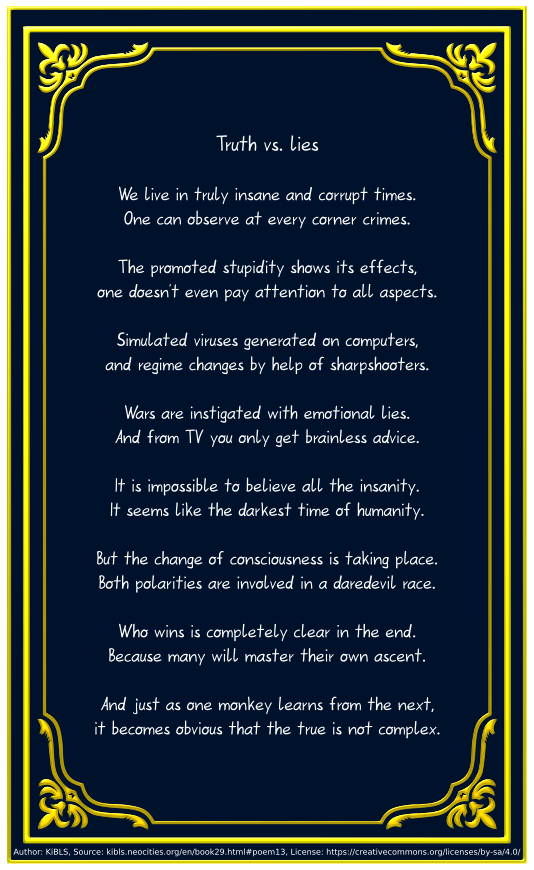 Truth vs. lies
We live in truly insane and corrupt times.
One can observe at every corner crimes.
The promoted stupidity shows its effects,
one doesn't even pay attention to all aspects.
Simulated viruses generated on computers,
and regime changes by help of sharpshooters.
Wars are instigated with emotional lies.
And from TV you only get brainless advice.
It is impossible to believe all the insanity.
It seems like the darkest time of humanity.
But the change of consciousness is taking place.
Both polarities are involved in a daredevil race.
Who wins is completely clear in the end.
Because many will master their own ascent.
And just as one monkey learns from the next,
it becomes obvious that the true is not complex.
Author: KiBLS, Source: kibls.neocities.org/en/book29.html#poem13, License: https://creativecommons.org/licenses/by-sa/4.0/